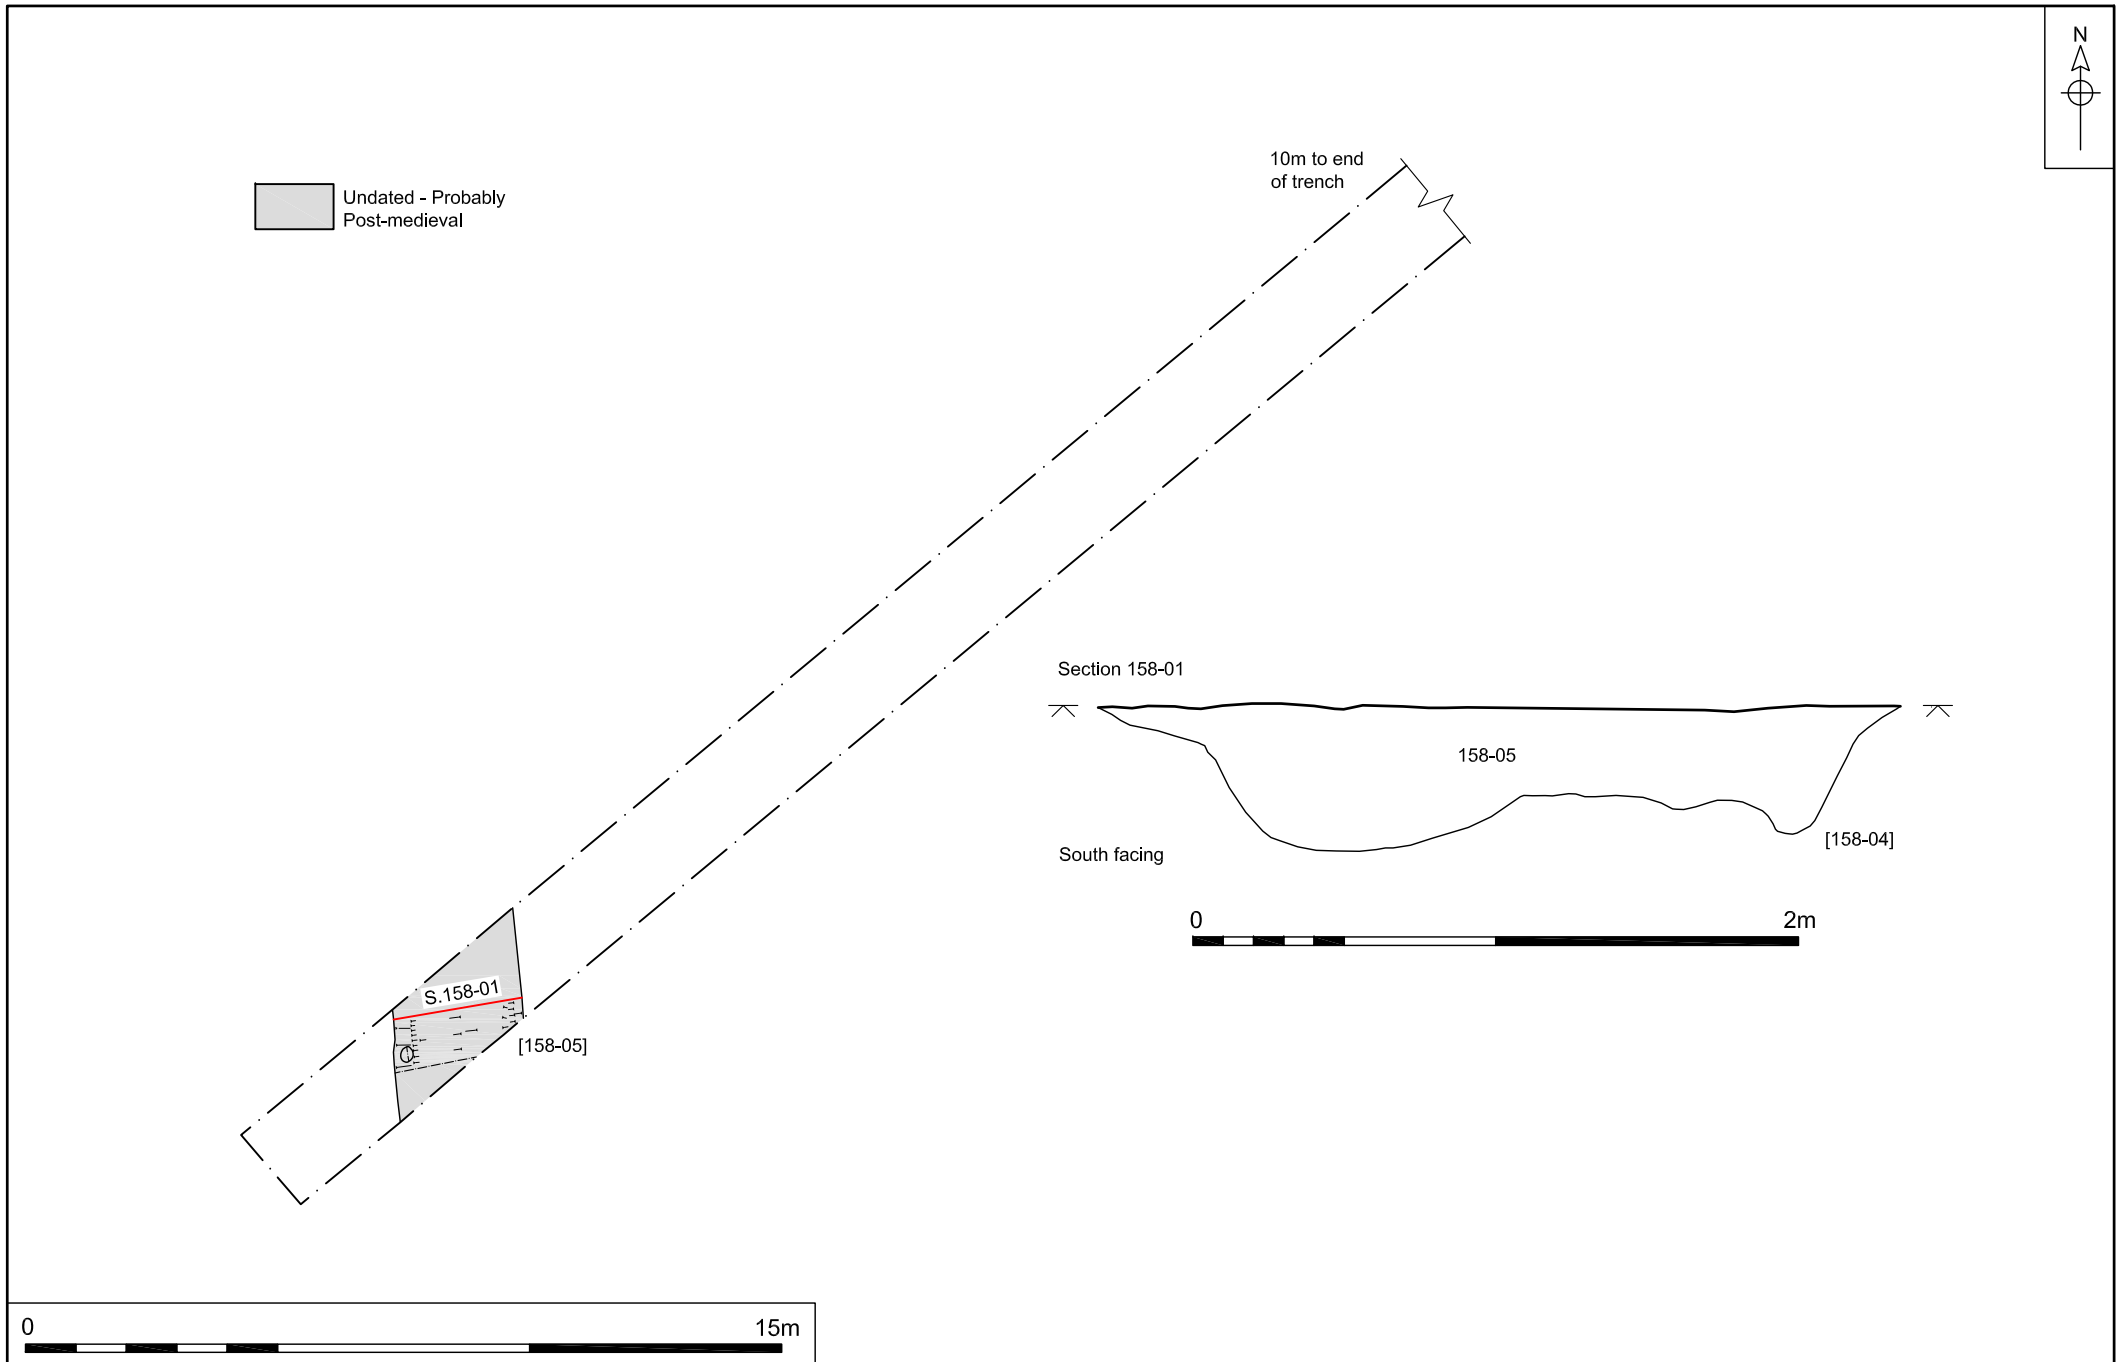 N
10m to end
of trench
Undated - Probably
Post-medieval
Section 158-01
158-05
[158-04]
South facing
0 2m
S.158-01
[158-05]
0 15m